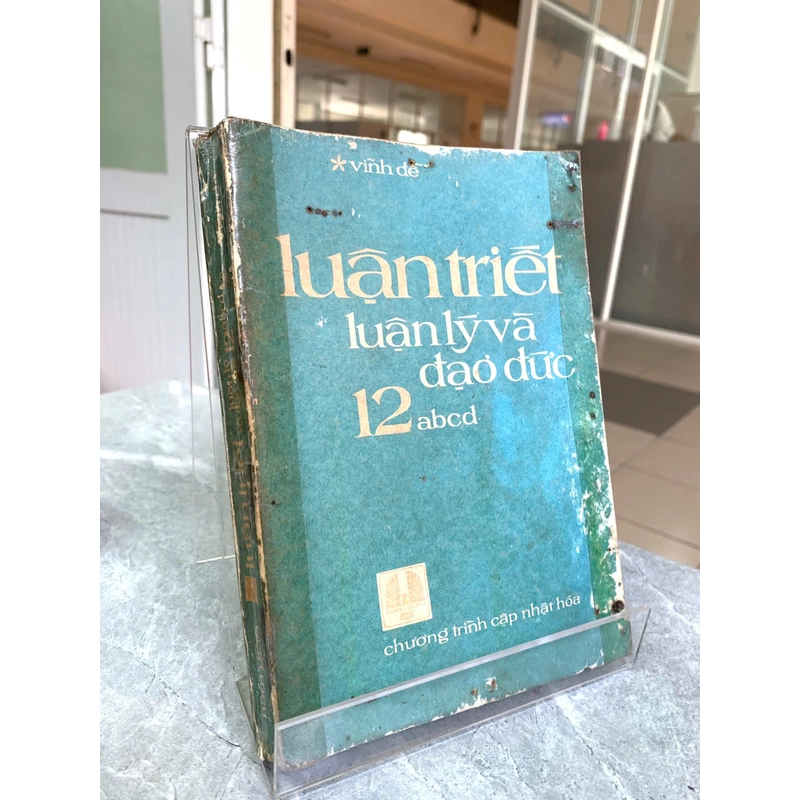 * vĩnh đễ
luận triết
luận lý và
đạo đức
12 abcd
chương trình cập nhật hóa